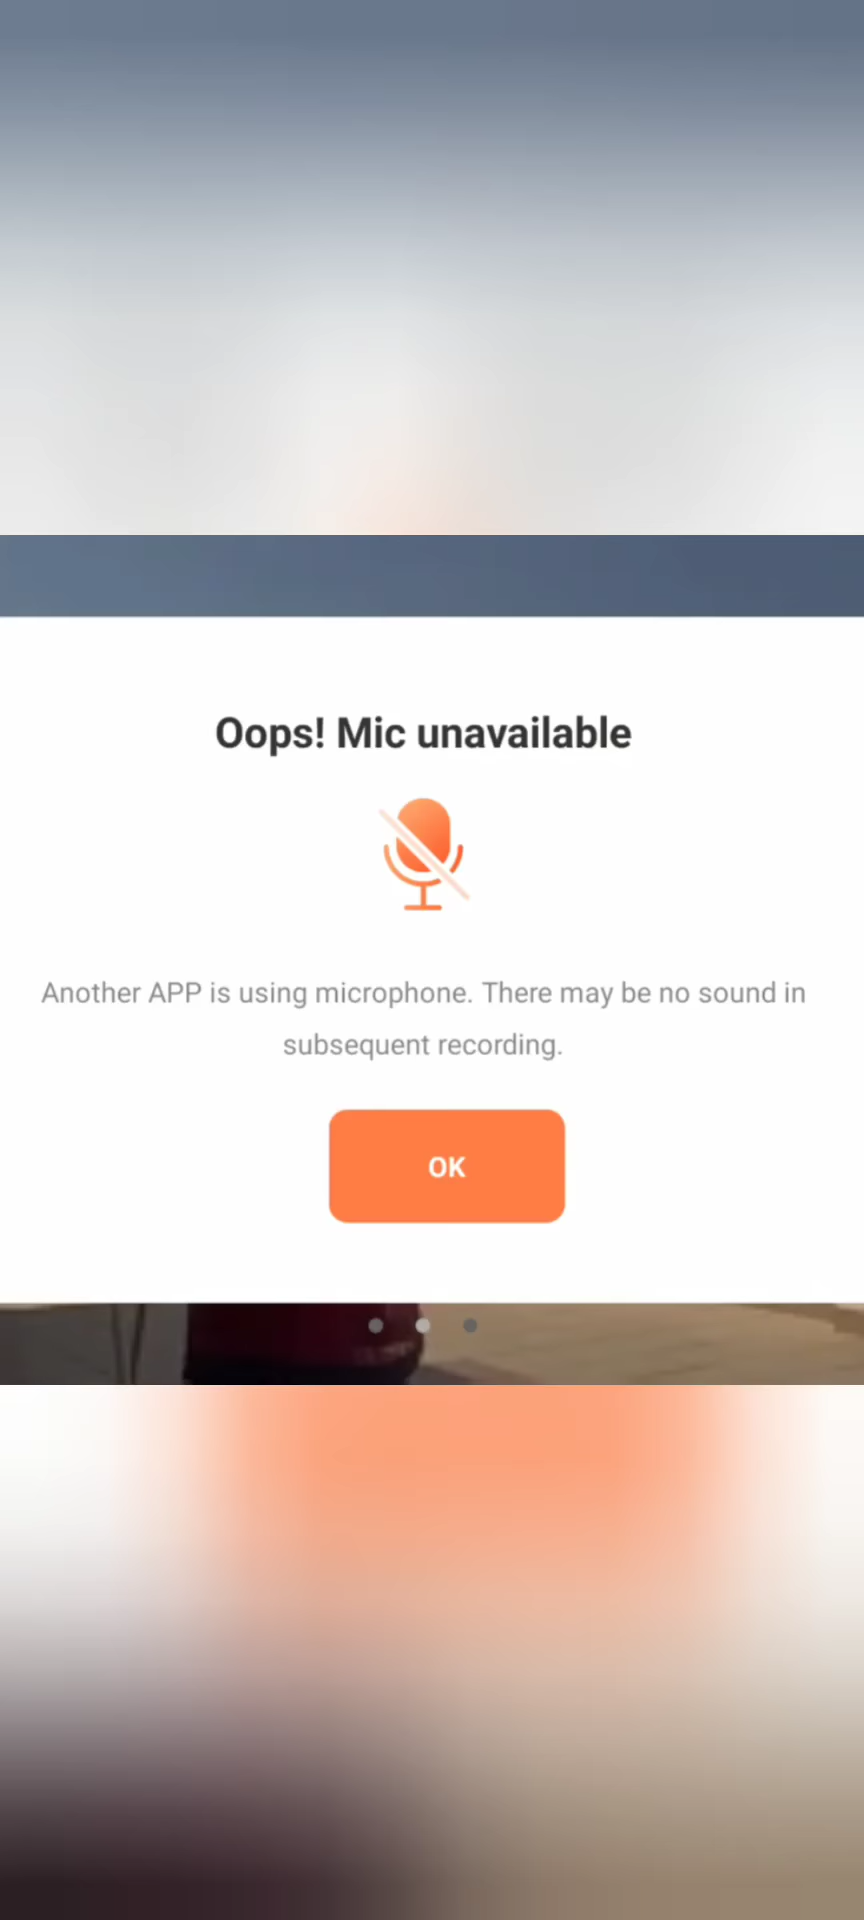 Oops! Mic unavailable
Another APP is using microphone. There may be no sound in
subsequent recording.
OK